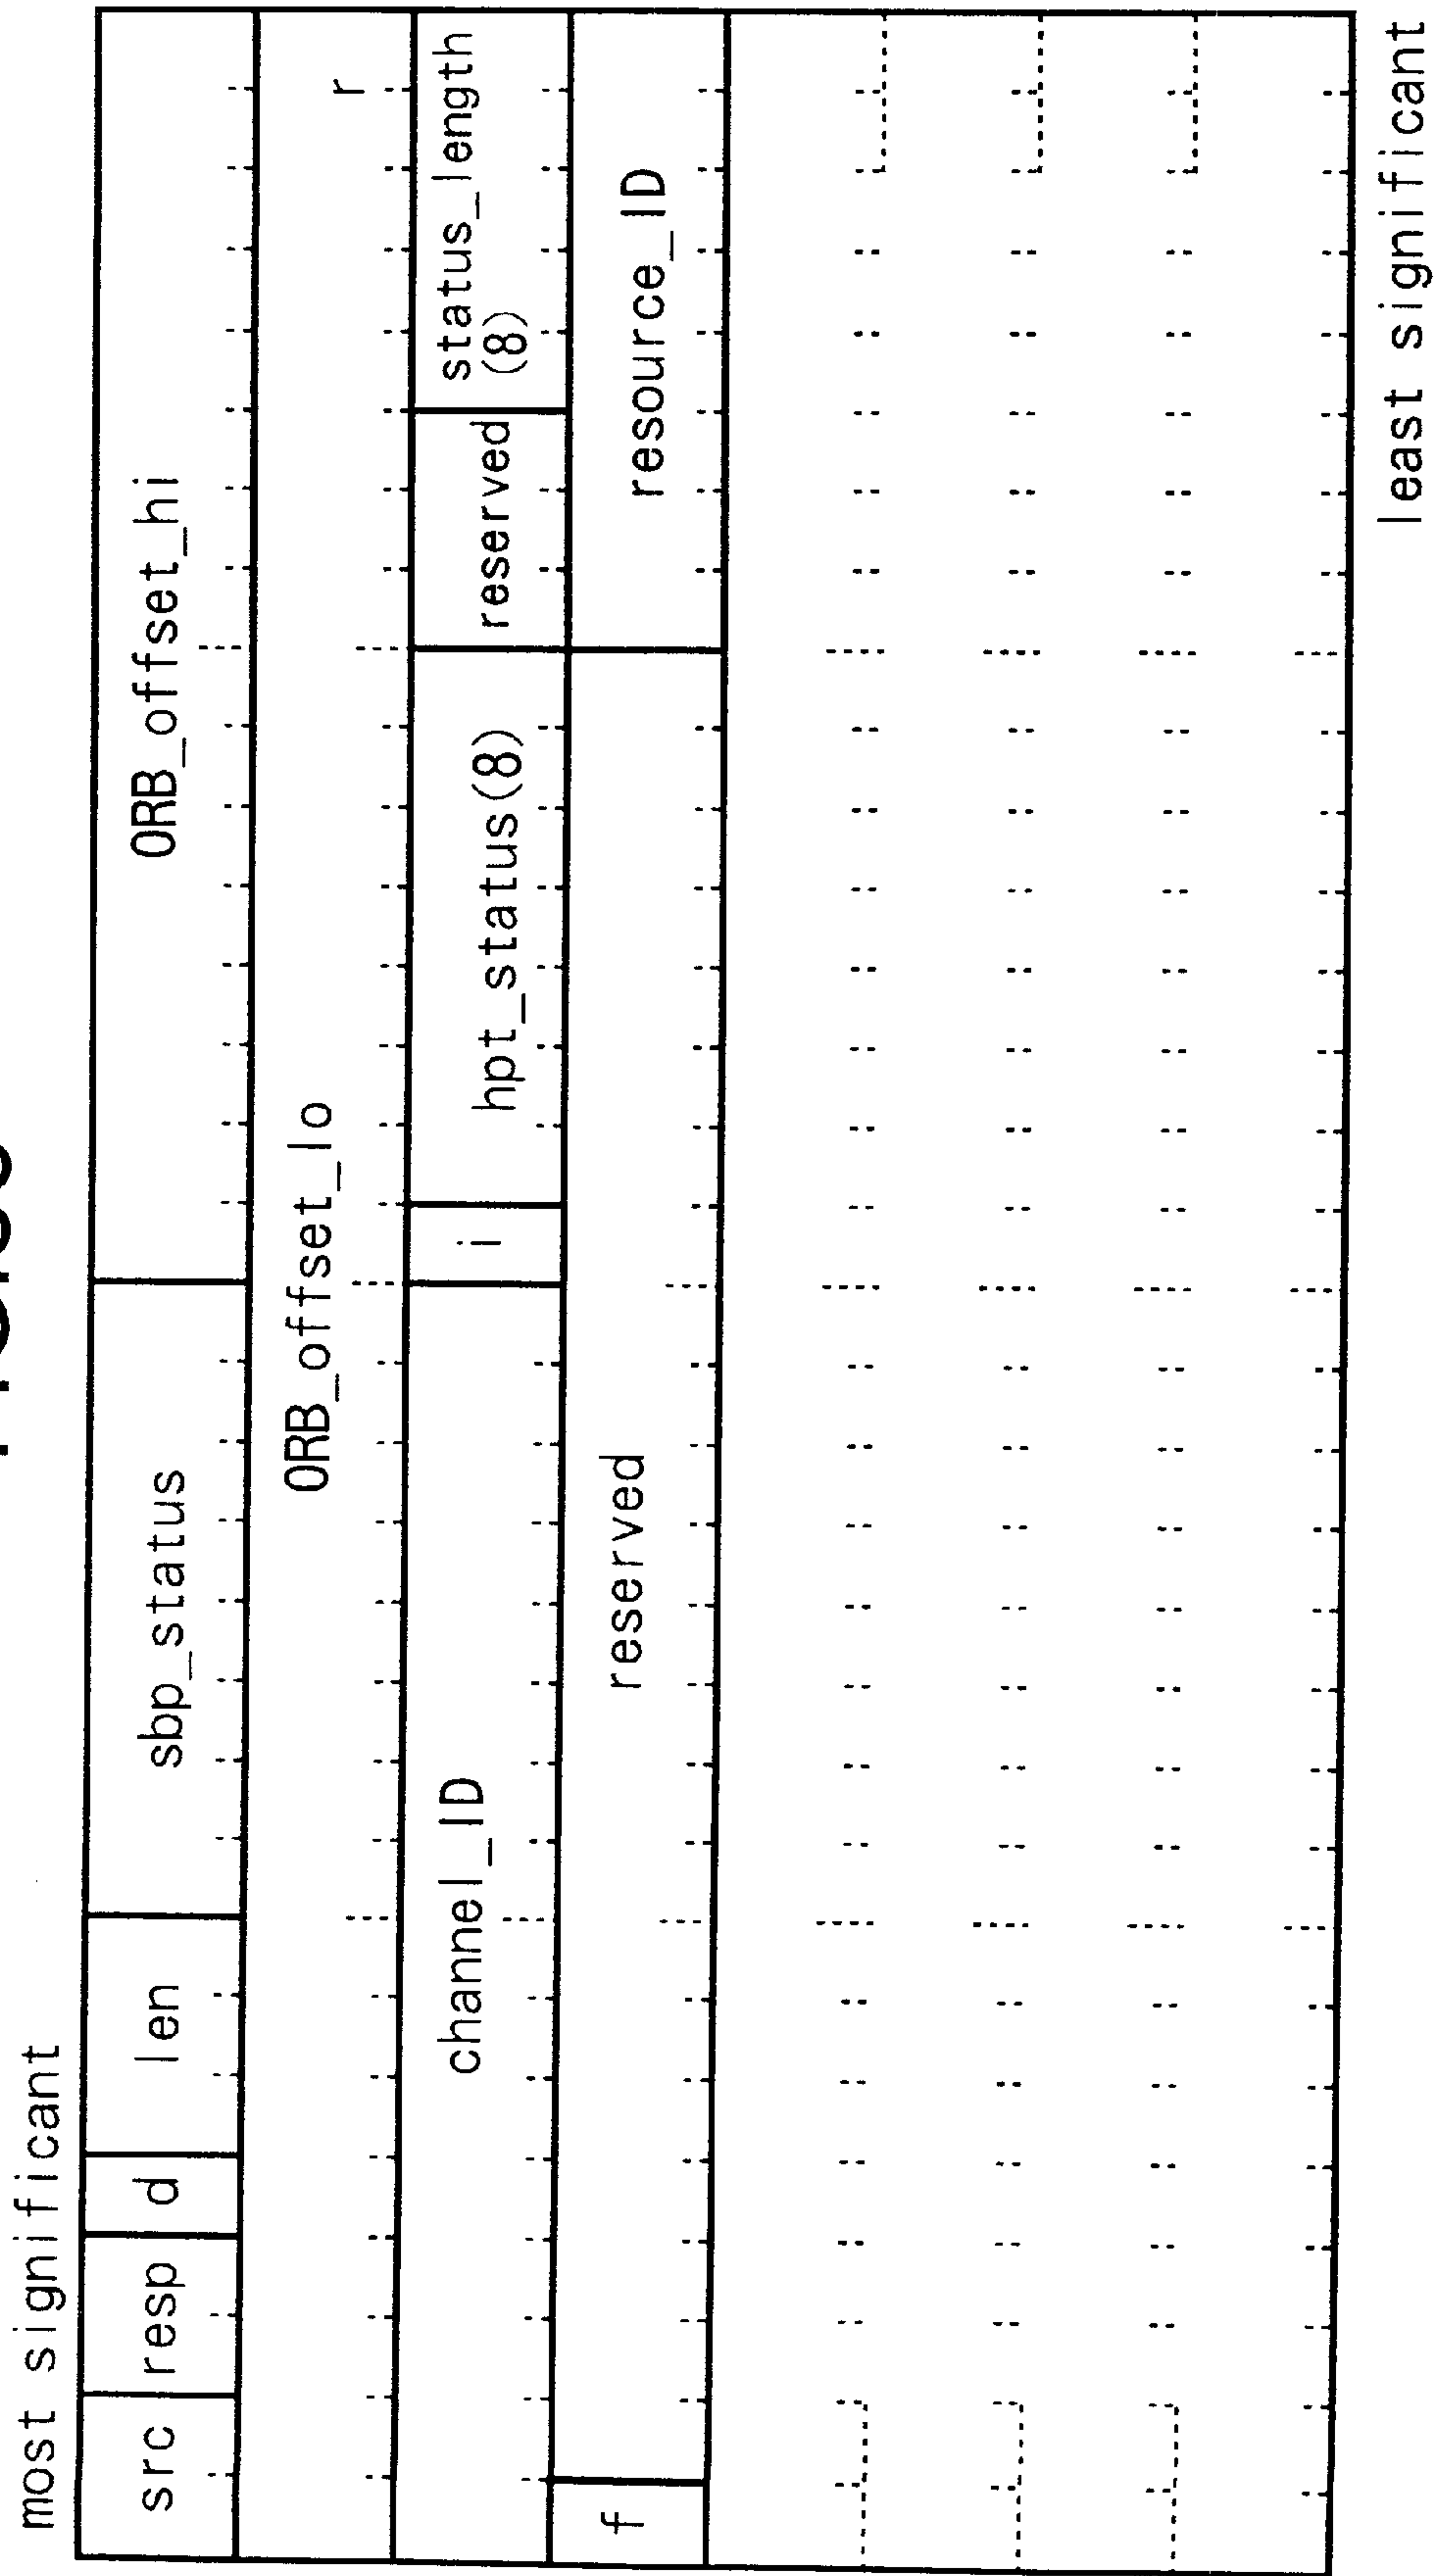 most significant
src resp d len sbp_status ORB_offset_hi
ORB_offset_lo r
channel_ID i hpt_status(8) reserved status_length
(8)
f reserved resource_ID
least significant